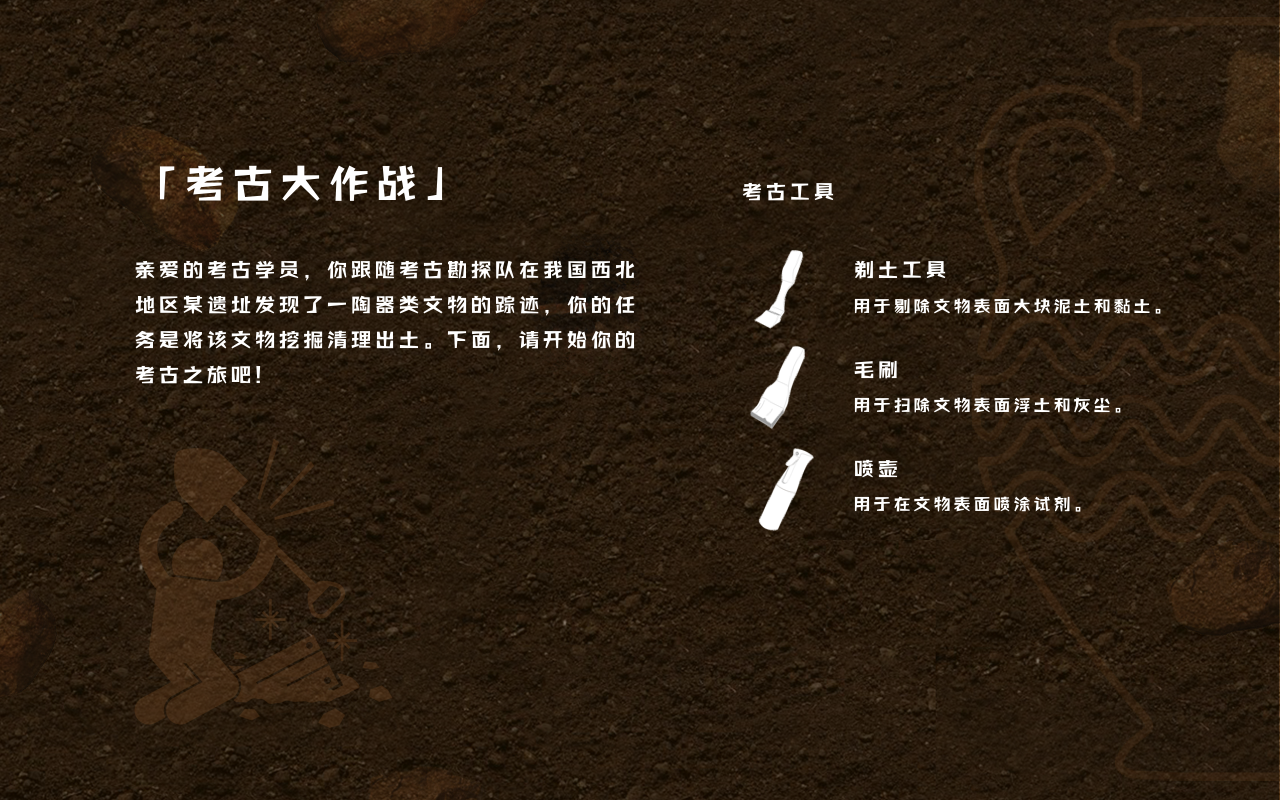 「考古大作战」
亲爱的考古学员，你跟随考古勘探队在我国西北
地区某遗址发现了一陶器类文物的踪迹，你的任
务是将该文物挖掘清理出土。下面，请开始你的
考古之旅吧！
考古工具
剃土工具
用于剔除文物表面大块泥土和黏土。
毛刷
用于扫除文物表面浮土和灰尘。
喷壶
用于在文物表面喷涂试剂。